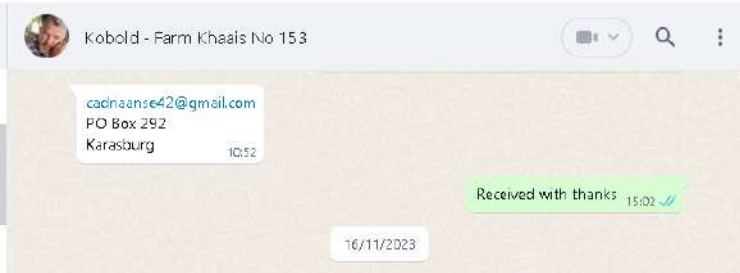 Kobold - Farm Khaais No 153
cadnaanse42@gmail.com
PO Box 292
Karasburg
10:52
Received with thanks 15:02
16/11/2023